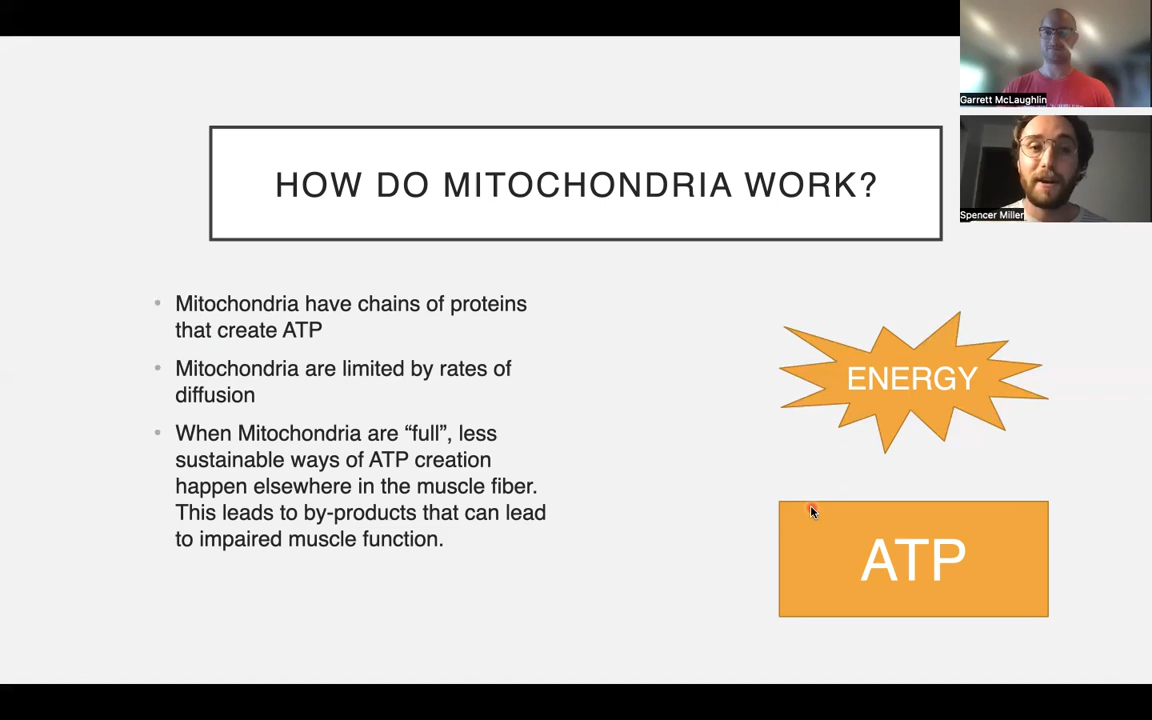 HOW DO MITOCHONDRIA WORK?
Garrett McLaughlin
Spencer Miller
Mitochondria have chains of proteins
that create ATP
Mitochondria are limited by rates of
diffusion
When Mitochondria are “full”, less
sustainable ways of ATP creation
happen elsewhere in the muscle fiber.
This leads to by-products that can lead
to impaired muscle function.
ENERGY
ATP